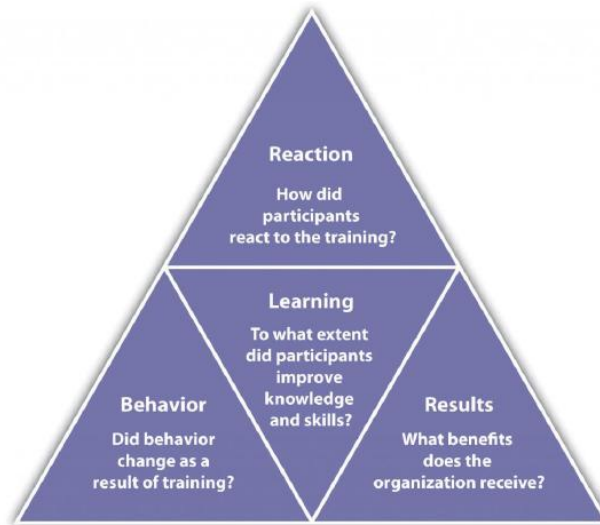 Reaction
How did
participants
react to the training?
Learning
To what extent
did participants
improve
knowledge
and skills?
Behavior
Did behavior
change as a
result of training?
Results
What benefits
does the
organization receive?